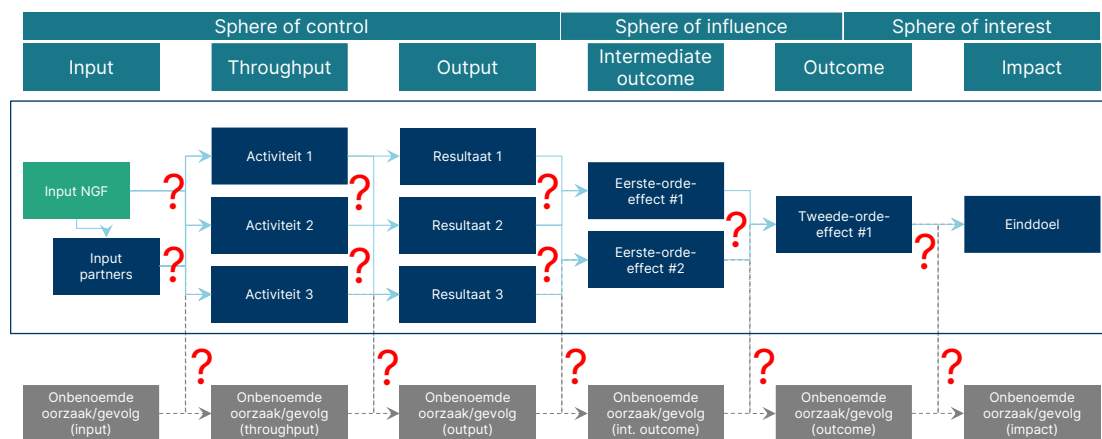 Sphere of control
Sphere of influence
Sphere of interest
Input
Throughput
Output
Intermediate
outcome
Outcome
Impact
Input NGF
Input
partners
?
?
Activiteit 1
Activiteit 2
Activiteit 3
?
?
Resultaat 1
Resultaat 2
Resultaat 3
?
?
Eerste-orde-
effect #1
Eerste-orde-
effect #2
?
Tweede-orde-
effect #1
?
Einddoel
?
?
?
?
Onbenoemde
oorzaak/gevolg
(input)
Onbenoemde
oorzaak/gevolg
(throughput)
Onbenoemde
oorzaak/gevolg
(output)
Onbenoemde
oorzaak/gevolg
(int. outcome)
Onbenoemde
oorzaak/gevolg
(outcome)
Onbenoemde
oorzaak/gevolg
(impact)